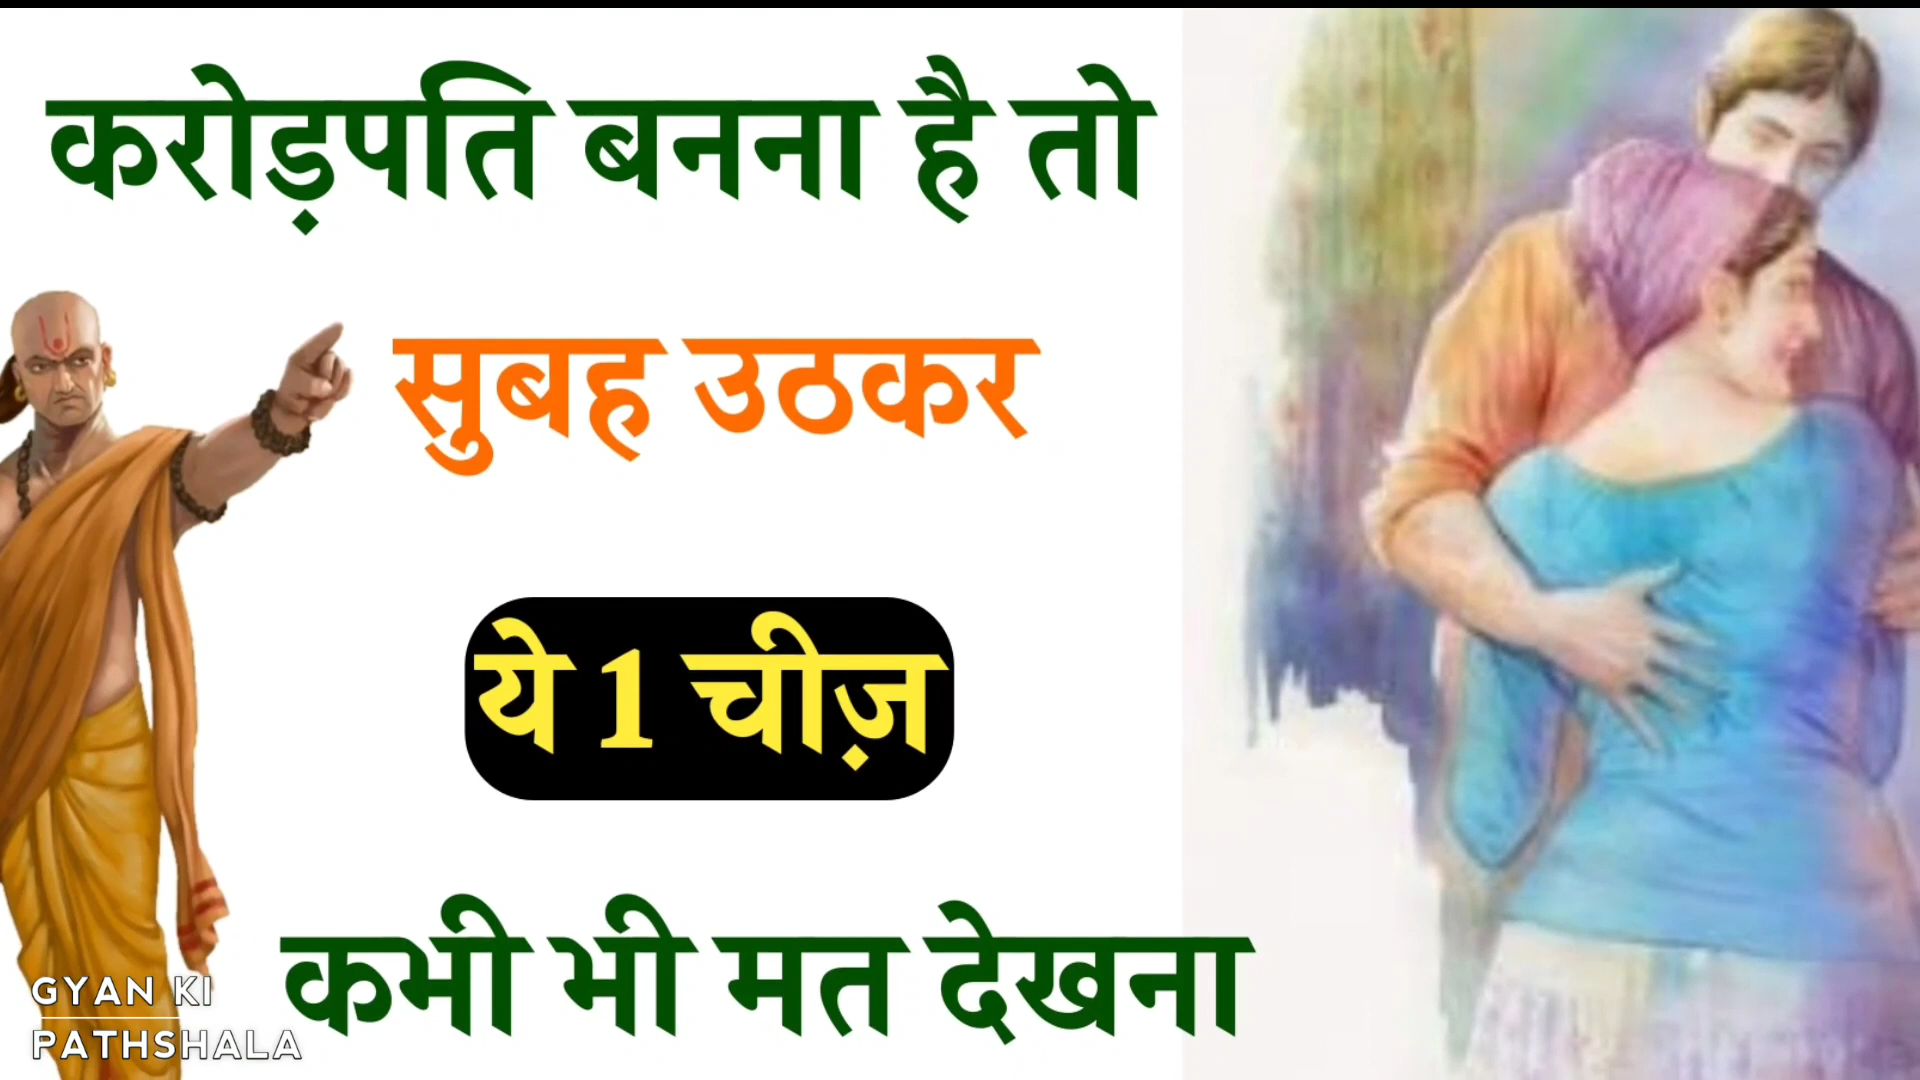 करोड़पति बनना है तो
सुबह उठकर
ये 1 चीज़
कभी भी मत देखना
GYAN KI
PATHSHALA